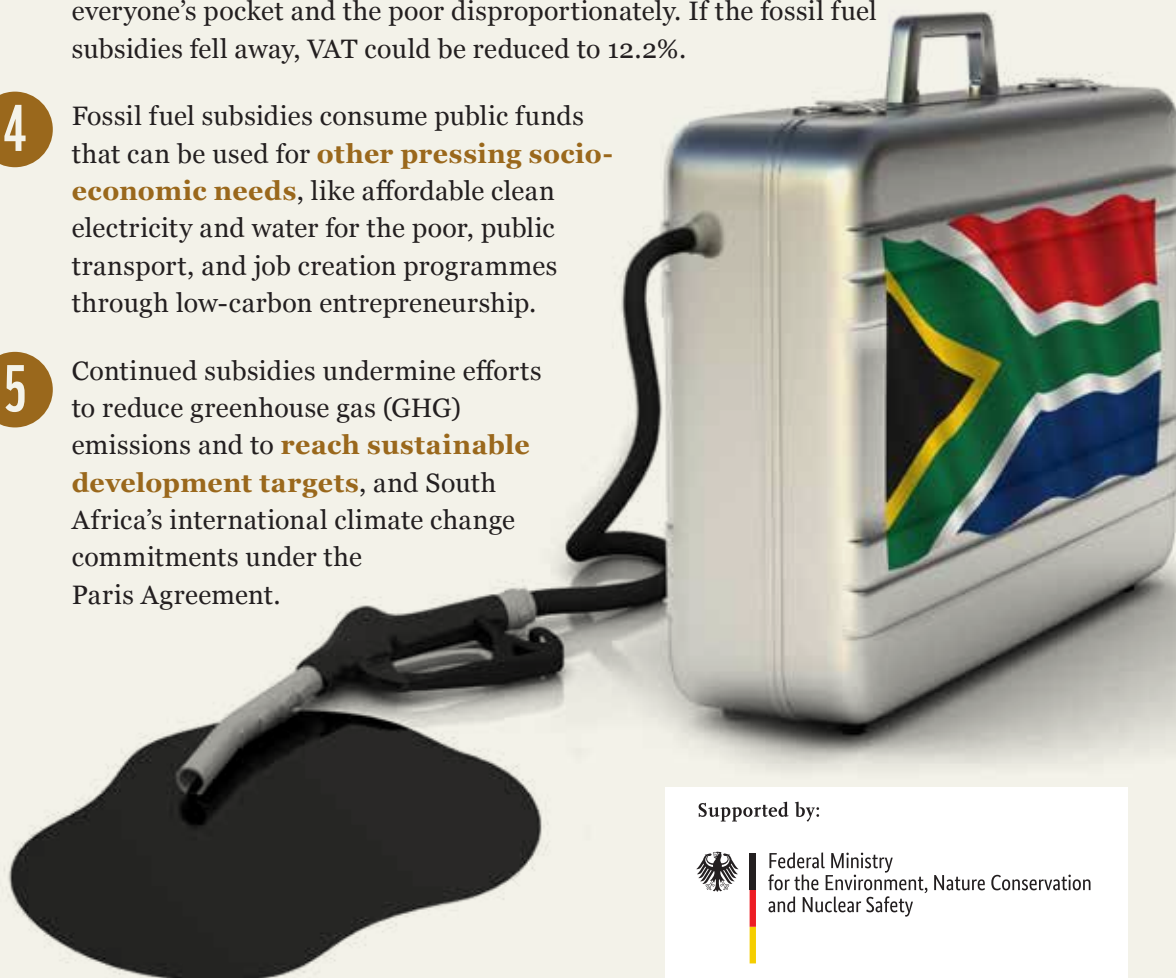 everyone's pocket and the poor disproportionately. If the fossil fuel
subsidies fell away, VAT could be reduced to 12.2%.
4
Fossil fuel subsidies consume public funds
that can be used for other pressing socio-
economic needs, like affordable clean
electricity and water for the poor, public
transport, and job creation programmes
through low-carbon entrepreneurship.
5
Continued subsidies undermine efforts
to reduce greenhouse gas (GHG)
emissions and to reach sustainable
development targets, and South
Africa's international climate change
commitments under the
Paris Agreement.
Supported by:
Federal Ministry
for the Environment, Nature Conservation
and Nuclear Safety